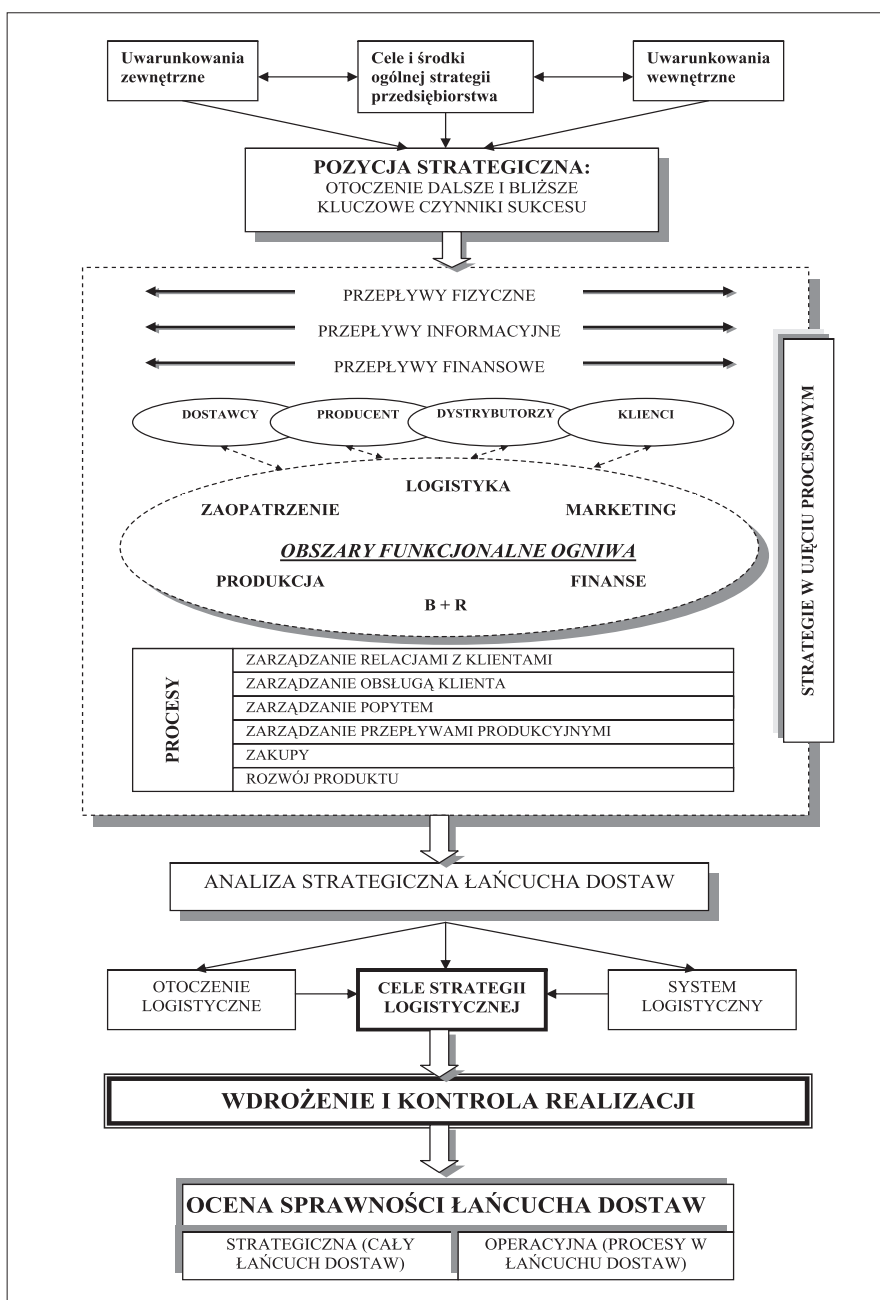 Uwarunkowania
zewnętrzne
Cele i środki
ogólnej strategii
przedsiębiorstwa
Uwarunkowania
wewnętrzne
POZYCJA STRATEGICZNA:
OTOCZENIE DALSZE I BLIŻSZE
KLUCZOWE CZYNNIKI SUKCESU
PRZEPŁYWY FIZYCZNE
PRZEPŁYWY INFORMACYJNE
PRZEPŁYWY FINANSOWE
DOSTAWCY
PRODUCENT
DYSTRYBUTORZY
KLIENCI
LOGISTYKA
ZAOPATRZENIE
MARKETING
OBSZARY FUNKCJONALNE OGNIWA
PRODUKCJA
FINANSE
B + R
STRATEGIE W UJĘCIU PROCESOWYM
PROCESY
ZARZĄDZANIE RELACJAMI Z KLIENTAMI
ZARZĄDZANIE OBSŁUGĄ KLIENTA
ZARZĄDZANIE POPYTEM
ZARZĄDZANIE PRZEPŁYWAMI PRODUKCYJNYMI
ZAKUPY
ROZWÓJ PRODUKTU
ANALIZA STRATEGICZNA ŁAŃCUCHA DOSTAW
OTOCZENIE
LOGISTYCZNE
CELE STRATEGII
LOGISTYCZNEJ
SYSTEM
LOGISTYCZNY
WDROŻENIE I KONTROLA REALIZACJI
OCENA SPRAWNOŚCI ŁAŃCUCHA DOSTAW
STRATEGICZNA (CAŁY
ŁAŃCUCH DOSTAW)
OPERACYJNA (PROCESY W
ŁAŃCUCHU DOSTAW)